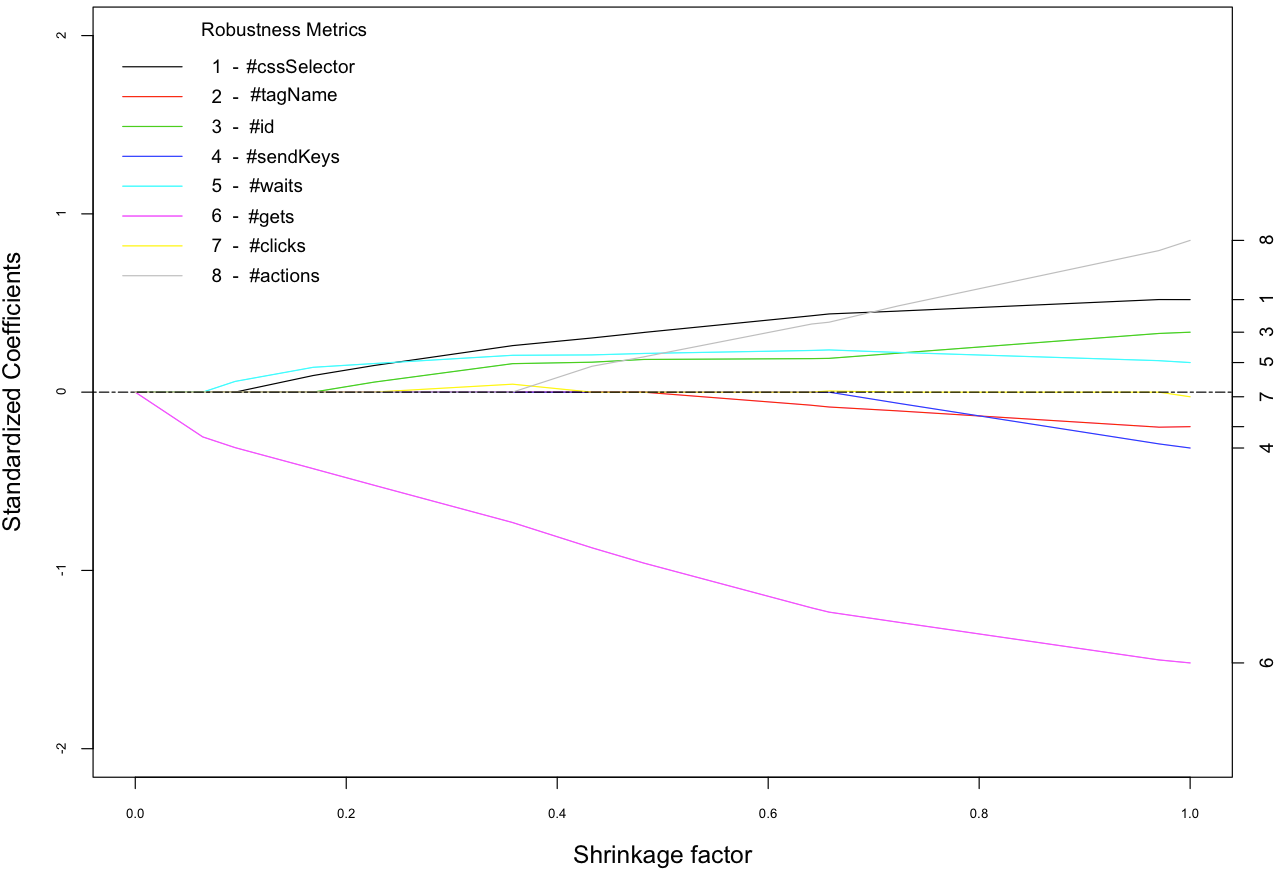 Robustness Metrics
1 - #cssSelector
2 - #tagName
3 - #id
4 - #sendKeys
5 - #waits
6 - #gets
7 - #clicks
8 - #actions
Standardized Coefficients
2
1
0
-1
-2
8
1
3
5
7
4
6
0.0 0.2 0.4 0.6 0.8 1.0
Shrinkage factor